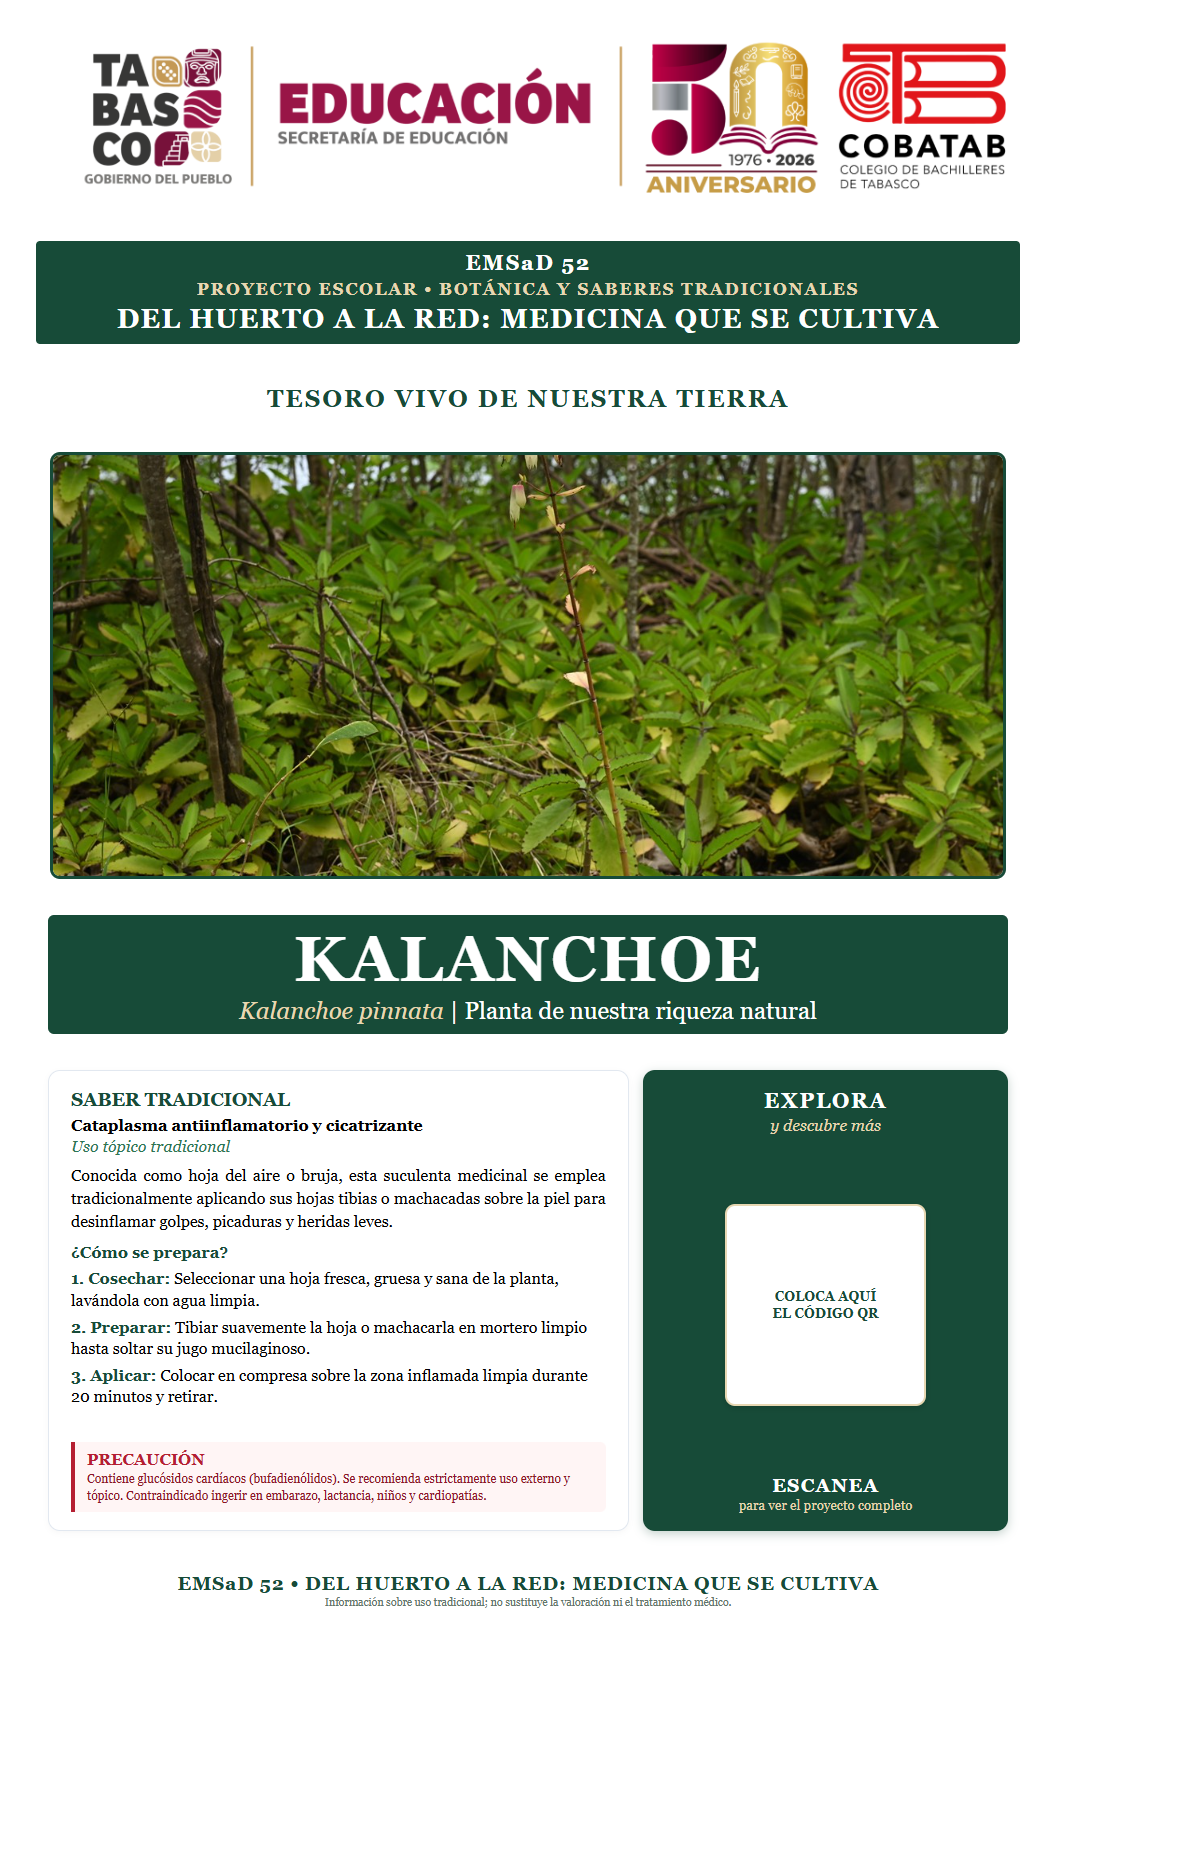 TA
BAS
CO
GOBIERNO DEL PUEBLO
EDUCACIÓN
SECRETARÍA DE EDUCACIÓN
50
1976 • 2026
ANIVERSARIO
COBATAB
COLEGIO DE BACHILLERES
DE TABASCO
EMSaD 52
PROYECTO ESCOLAR • BOTÁNICA Y SABERES TRADICIONALES
DEL HUERTO A LA RED: MEDICINA QUE SE CULTIVA
TESORO VIVO DE NUESTRA TIERRA
KALANCHOE
Kalanchoe pinnata | Planta de nuestra riqueza natural
SABER TRADICIONAL
Cataplasma antiinflamatorio y cicatrizante
Uso tópico tradicional
Conocida como hoja del aire o bruja, esta suculenta medicinal se emplea
tradicionalmente aplicando sus hojas tibias o machacadas sobre la piel para
desinflamar golpes, picaduras y heridas leves.
¿Cómo se prepara?
1. Cosechar: Seleccionar una hoja fresca, gruesa y sana de la planta,
lavándola con agua limpia.
2. Preparar: Tibiar suavemente la hoja o machacarla en mortero limpio
hasta soltar su jugo mucilaginoso.
3. Aplicar: Colocar en compresa sobre la zona inflamada limpia durante
20 minutos y retirar.
PRECAUCIÓN
Contiene glucósidos cardíacos (bufadienólidos). Se recomienda estrictamente uso externo y
tópico. Contraindicado ingerir en embarazo, lactancia, niños y cardiopatías.
EXPLORA
y descubre más
COLOCA AQUÍ
EL CÓDIGO QR
ESCANEA
para ver el proyecto completo
EMSaD 52 • DEL HUERTO A LA RED: MEDICINA QUE SE CULTIVA
Información sobre uso tradicional; no sustituye la valoración ni el tratamiento médico.